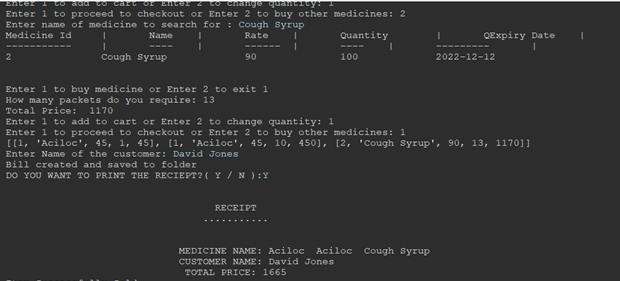 Enter 1 to add to cart or Enter 2 to change quantity: 1
Enter 1 to proceed to checkout or Enter 2 to buy other medicines: 2
Enter name of medicine to search for : Cough Syrup
Medicine Id | Name | Rate | Quantity | QExpiry Date |
----------- | ---- | ------ | ---- | --------- |
2 Cough Syrup 90 100 2022-12-12
Enter 1 to buy medicine or Enter 2 to exit 1
How many packets do you require: 13
Total Price: 1170
Enter 1 to add to cart or Enter 2 to change quantity: 1
Enter 1 to proceed to checkout or Enter 2 to buy other medicines: 1
[[1, 'Aciloc', 45, 1, 45], [1, 'Aciloc', 45, 10, 450], [2, 'Cough Syrup', 90, 13, 1170]]
Enter Name of the customer: David Jones
Bill created and saved to folder
DO YOU WANT TO PRINT THE RECIEPT?( Y / N ):Y
RECEIPT
...........
MEDICINE NAME: Aciloc Aciloc Cough Syrup
CUSTOMER NAME: David Jones
TOTAL PRICE: 1665